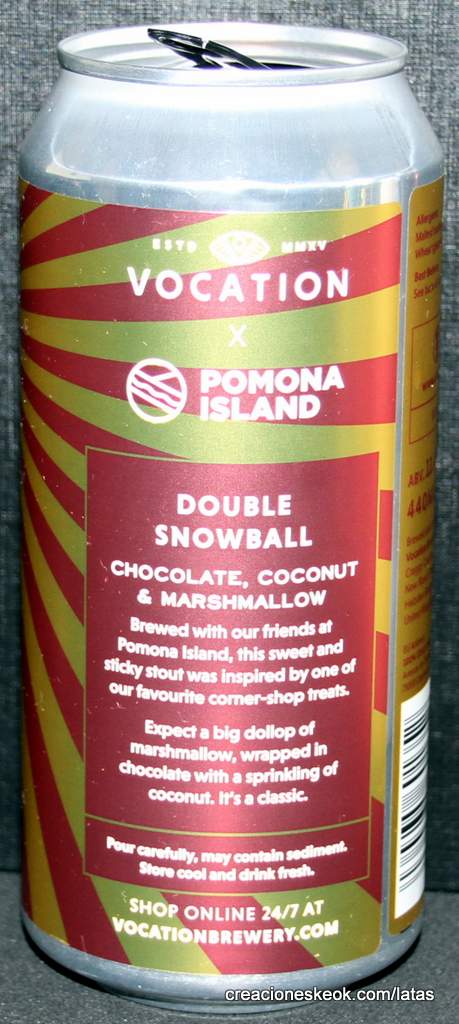 ESTD MMXV
VOCATION
X
POMONA
ISLAND
DOUBLE
SNOWBALL
CHOCOLATE, COCONUT
& MARSHMALLOW
Brewed with our friends at
Pomona Island, this sweet and
sticky stout was inspired by one of
our favourite corner-shop treats.
Expect a big dollop of
marshmallow, wrapped in
chocolate with a sprinkling of
coconut. It's a classic.
Pour carefully, may contain sediment.
Store cool and drink fresh.
SHOP ONLINE 24/7 AT
VOCATIONBREWERY.COM
ABV.
440
creacioneskeok.com/latas